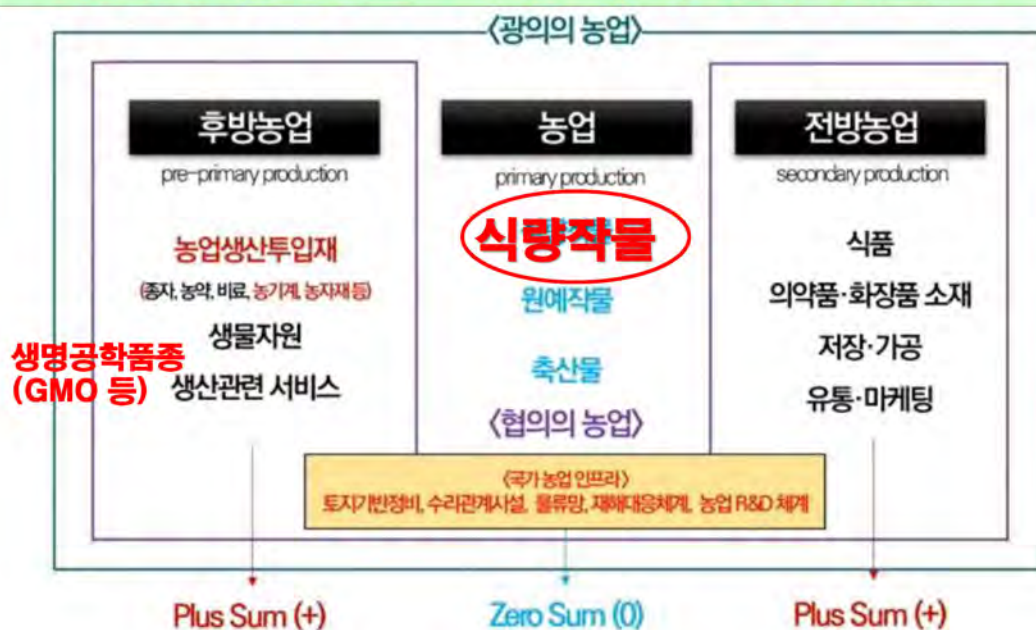 <광의의 농업>
후방농업
pre-primary production
농업생산투입재
(종자, 농약, 비료, 농기계, 농자재 등)
생물자원
생산관련 서비스
생명공학품종
(GMO 등)
농업
primary production
식량작물
원예작물
축산물
<협의의 농업>
전방농업
secondary production
식품
의약품·화장품 소재
저장·가공
유통·마케팅
<국가 농업 인프라>
토지기반정비, 수리관계시설, 물류망, 재해대응체계, 농업 R&D 체계
Plus Sum (+)
Zero Sum (0)
Plus Sum (+)